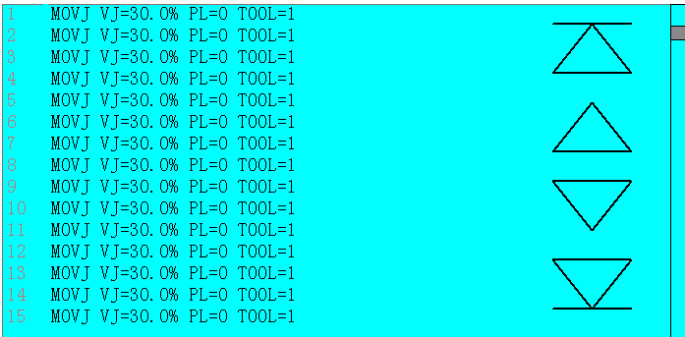 1 MOVJ VJ=30.0% PL=0 TOOL=1
2 MOVJ VJ=30.0% PL=0 TOOL=1
3 MOVJ VJ=30.0% PL=0 TOOL=1
4 MOVJ VJ=30.0% PL=0 TOOL=1
5 MOVJ VJ=30.0% PL=0 TOOL=1
6 MOVJ VJ=30.0% PL=0 TOOL=1
7 MOVJ VJ=30.0% PL=0 TOOL=1
8 MOVJ VJ=30.0% PL=0 TOOL=1
9 MOVJ VJ=30.0% PL=0 TOOL=1
10 MOVJ VJ=30.0% PL=0 TOOL=1
11 MOVJ VJ=30.0% PL=0 TOOL=1
12 MOVJ VJ=30.0% PL=0 TOOL=1
13 MOVJ VJ=30.0% PL=0 TOOL=1
14 MOVJ VJ=30.0% PL=0 TOOL=1
15 MOVJ VJ=30.0% PL=0 TOOL=1